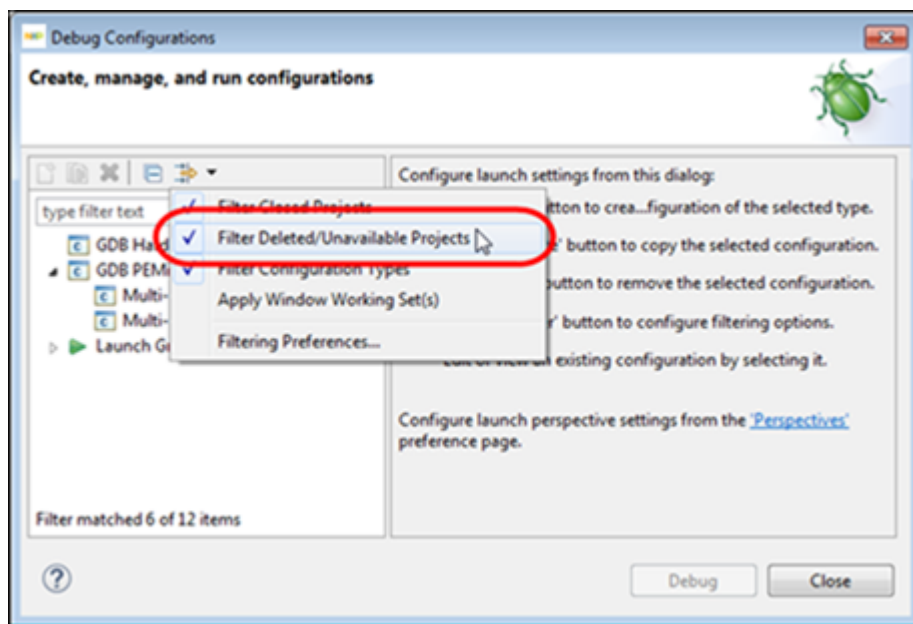 Debug Configurations
Create, manage, and run configurations
type filter text
GDB Hard
GDB PEM
Multi-
Multi-
Launch G
Filter matched 6 of 12 items
Filter Closed Projects
Filter Deleted/Unavailable Projects
Filter Configuration Types
Apply Window Working Set(s)
Filtering Preferences...
Configure launch settings from this dialog:
tton to crea...figuration of the selected type.
' button to copy the selected configuration.
button to remove the selected configuration.
r' button to configure filtering options.
existing configuration by selecting it.
Configure launch perspective settings from the 'Perspectives'
preference page.
?
Debug
Close